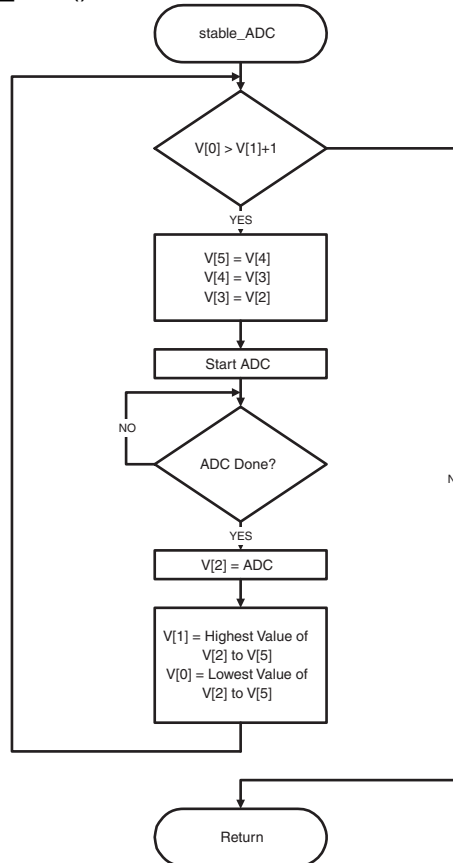 stable_ADC
V[0] > V[1]+1
YES
V[5] = V[4]
V[4] = V[3]
V[3] = V[2]
Start ADC
NO
ADC Done?
YES
V[2] = ADC
V[1] = Highest Value of
V[2] to V[5]
V[0] = Lowest Value of
V[2] to V[5]
Return